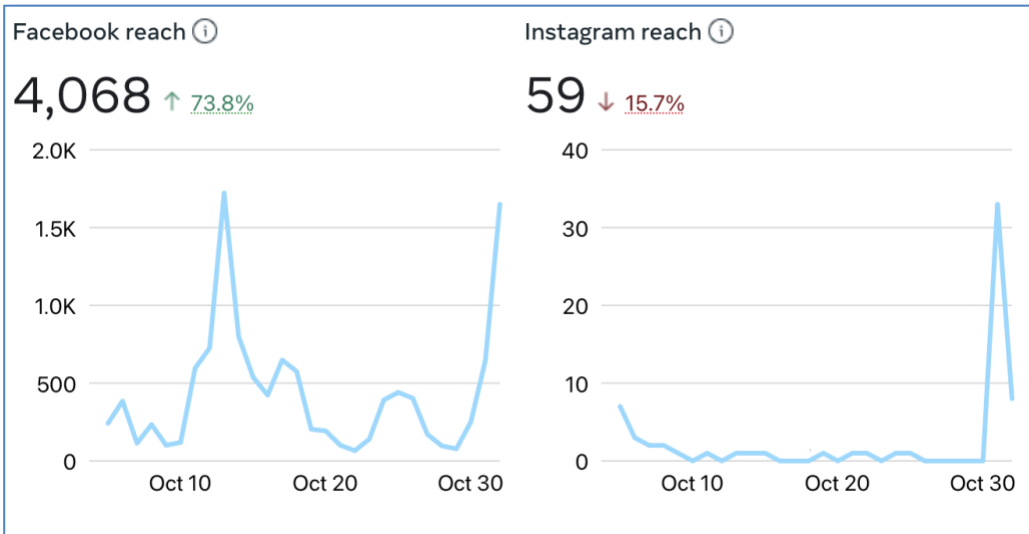 Facebook reach
4,068 ↑ 73.8%
2.0K
1.5K
1.0K
500
0
Oct 10 Oct 20 Oct 30
Instagram reach
59 ↓ 15.7%
40
30
20
10
0
Oct 10 Oct 20 Oct 30